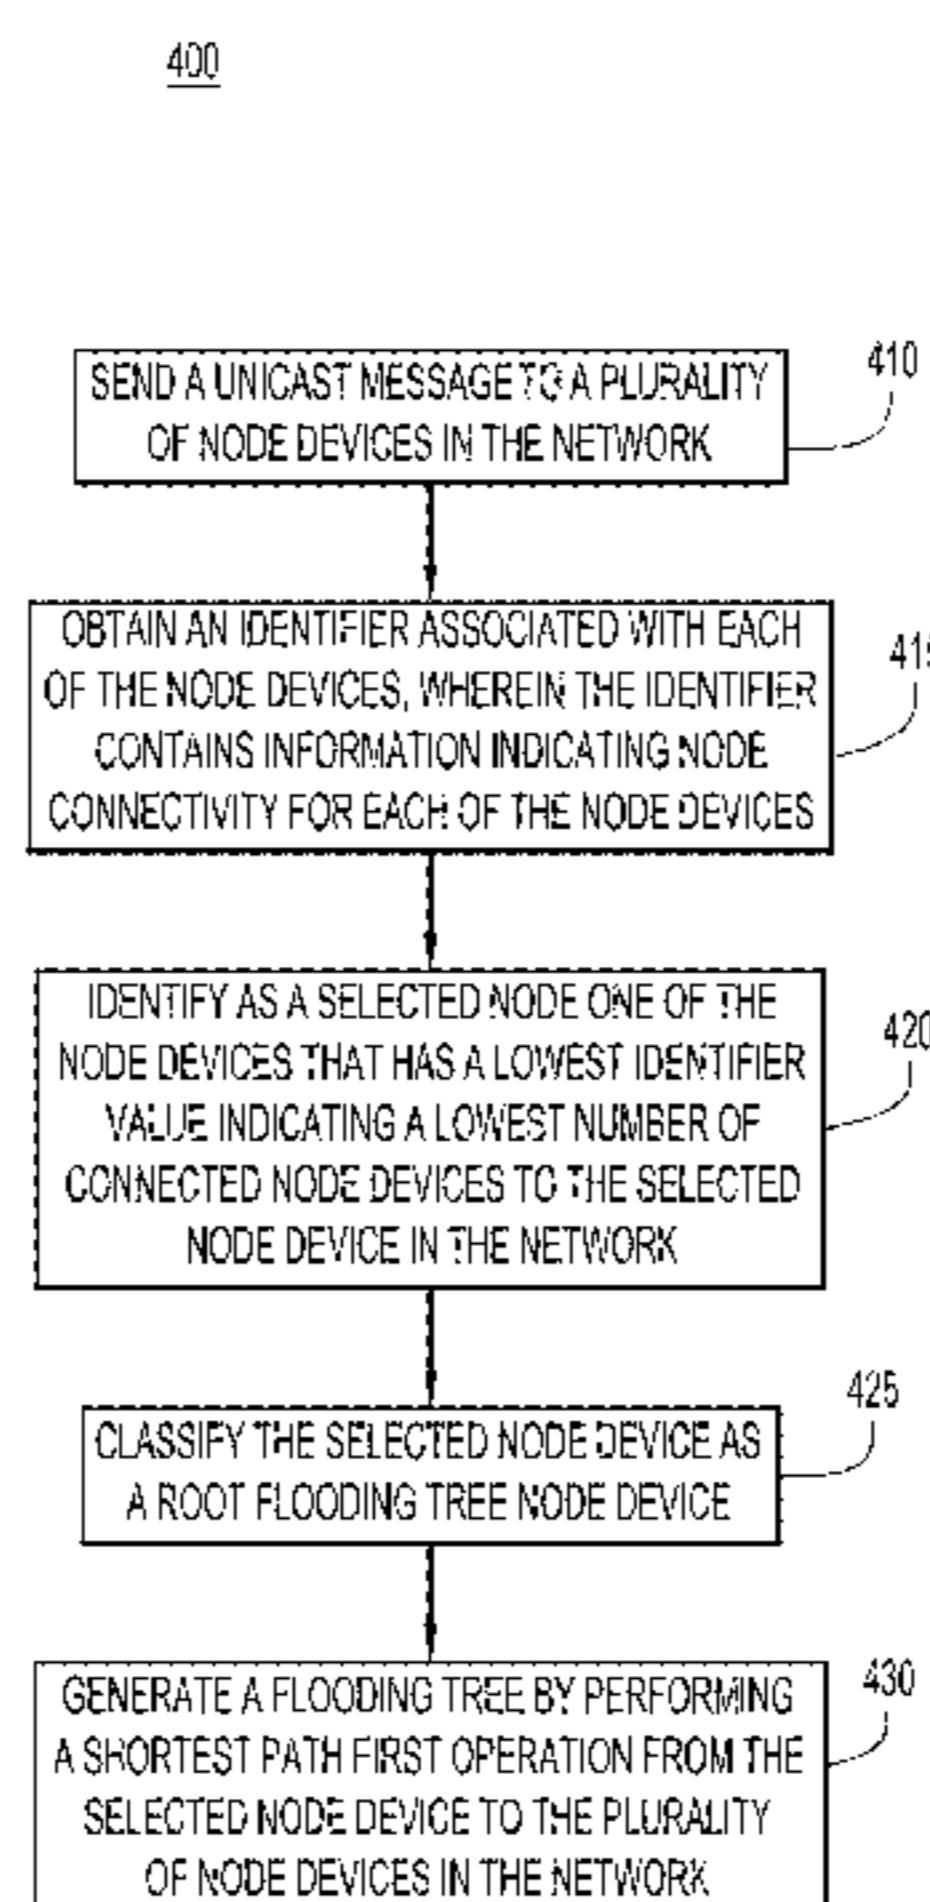 400
SEND A UNICAST MESSAGE TO A PLURALITY
OF NODE DEVICES IN THE NETWORK
410
OBTAIN AN IDENTIFIER ASSOCIATED WITH EACH
OF THE NODE DEVICES, WHEREIN THE IDENTIFIER
CONTAINS INFORMATION INDICATING NODE
CONNECTIVITY FOR EACH OF THE NODE DEVICES
415
IDENTIFY AS A SELECTED NODE ONE OF THE
NODE DEVICES THAT HAS A LOWEST IDENTIFIER
VALUE INDICATING A LOWEST NUMBER OF
CONNECTED NODE DEVICES TO THE SELECTED
NODE DEVICE IN THE NETWORK
420
CLASSIFY THE SELECTED NODE DEVICE AS
A ROOT FLOODING TREE NODE DEVICE
425
GENERATE A FLOODING TREE BY PERFORMING
A SHORTEST PATH FIRST OPERATION FROM THE
SELECTED NODE DEVICE TO THE PLURALITY
OF NODE DEVICES IN THE NETWORK
430